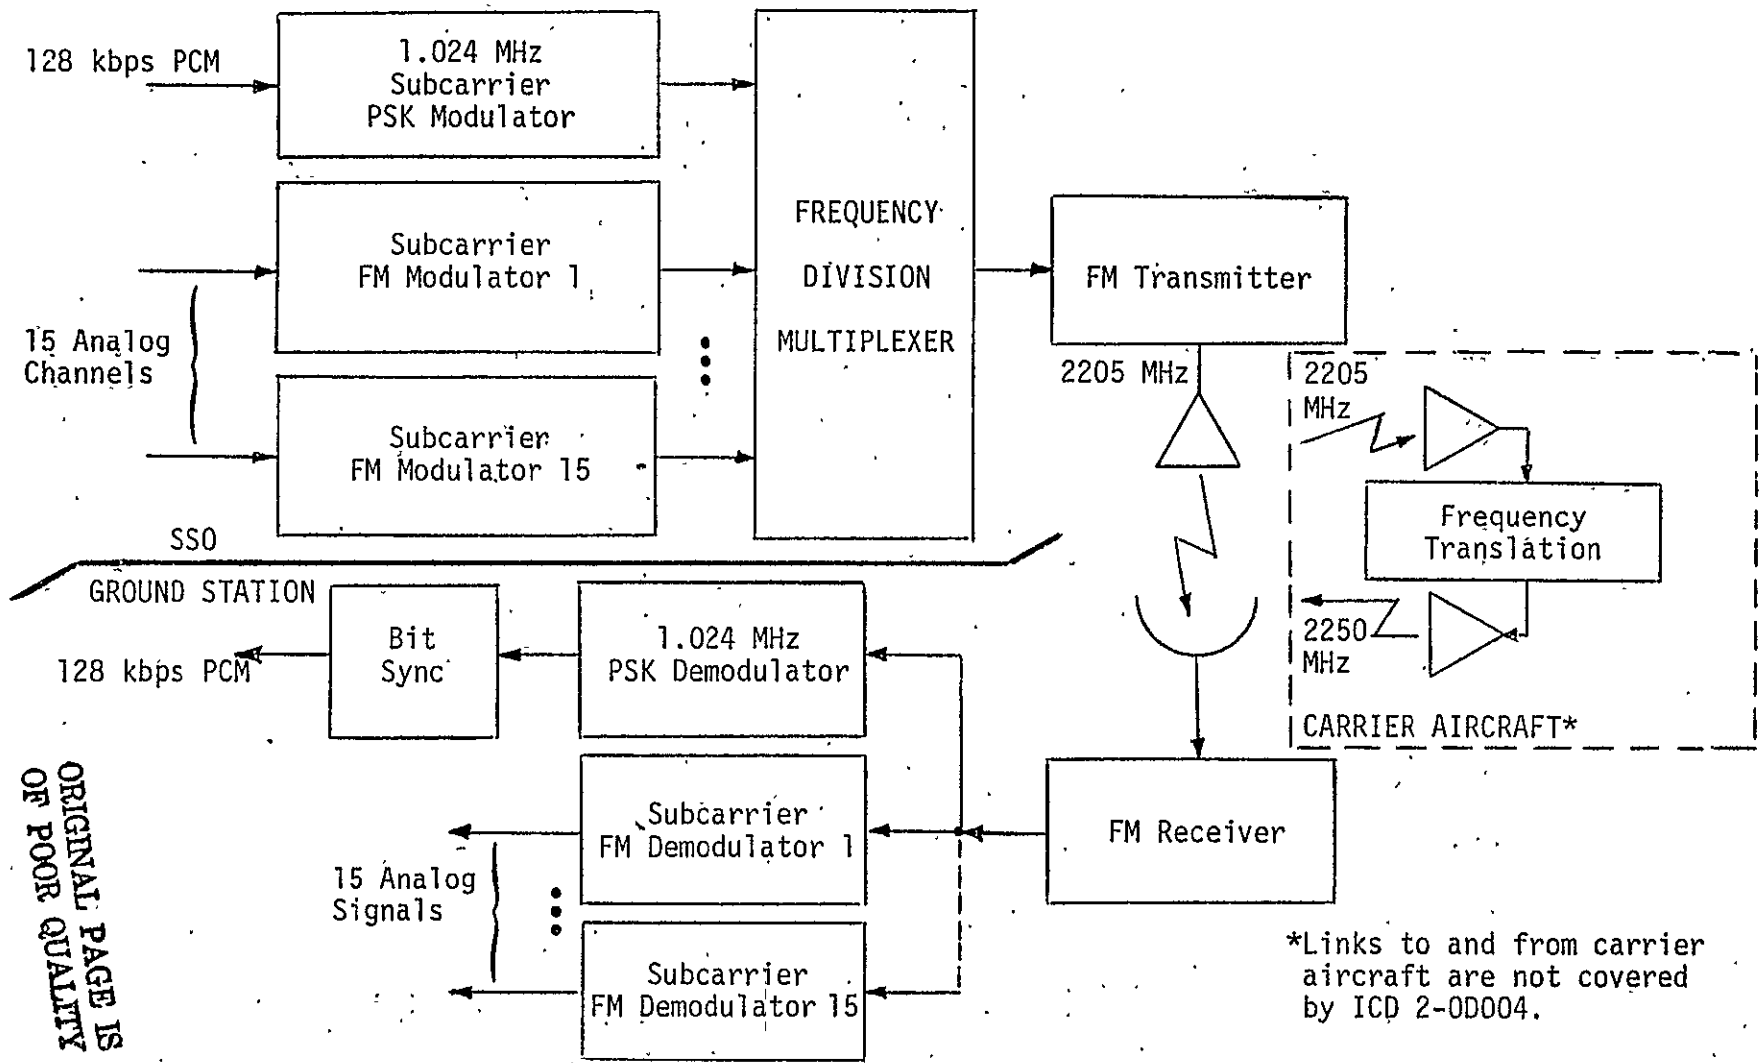 128 kbps PCM
1.024 MHz
Subcarrier
PSK Modulator
Subcarrier
FM Modulator 1
15 Analog
Channels
Subcarrier
FM Modulator 15
FREQUENCY
DIVISION
MULTIPLEXER
FM Transmitter
2205 MHz
2205
MHz
Frequency
Translation
2250
MHz
CARRIER AIRCRAFT*
SSO
GROUND STATION
128 kbps PCM
Bit
Sync
1.024 MHz
PSK Demodulator
Subcarrier
FM Demodulator 1
15 Analog
Signals
Subcarrier
FM Demodulator 15
FM Receiver
*Links to and from carrier
aircraft are not covered
by ICD 2-0D004.
ORIGINAL PAGE IS
OF POOR QUALITY